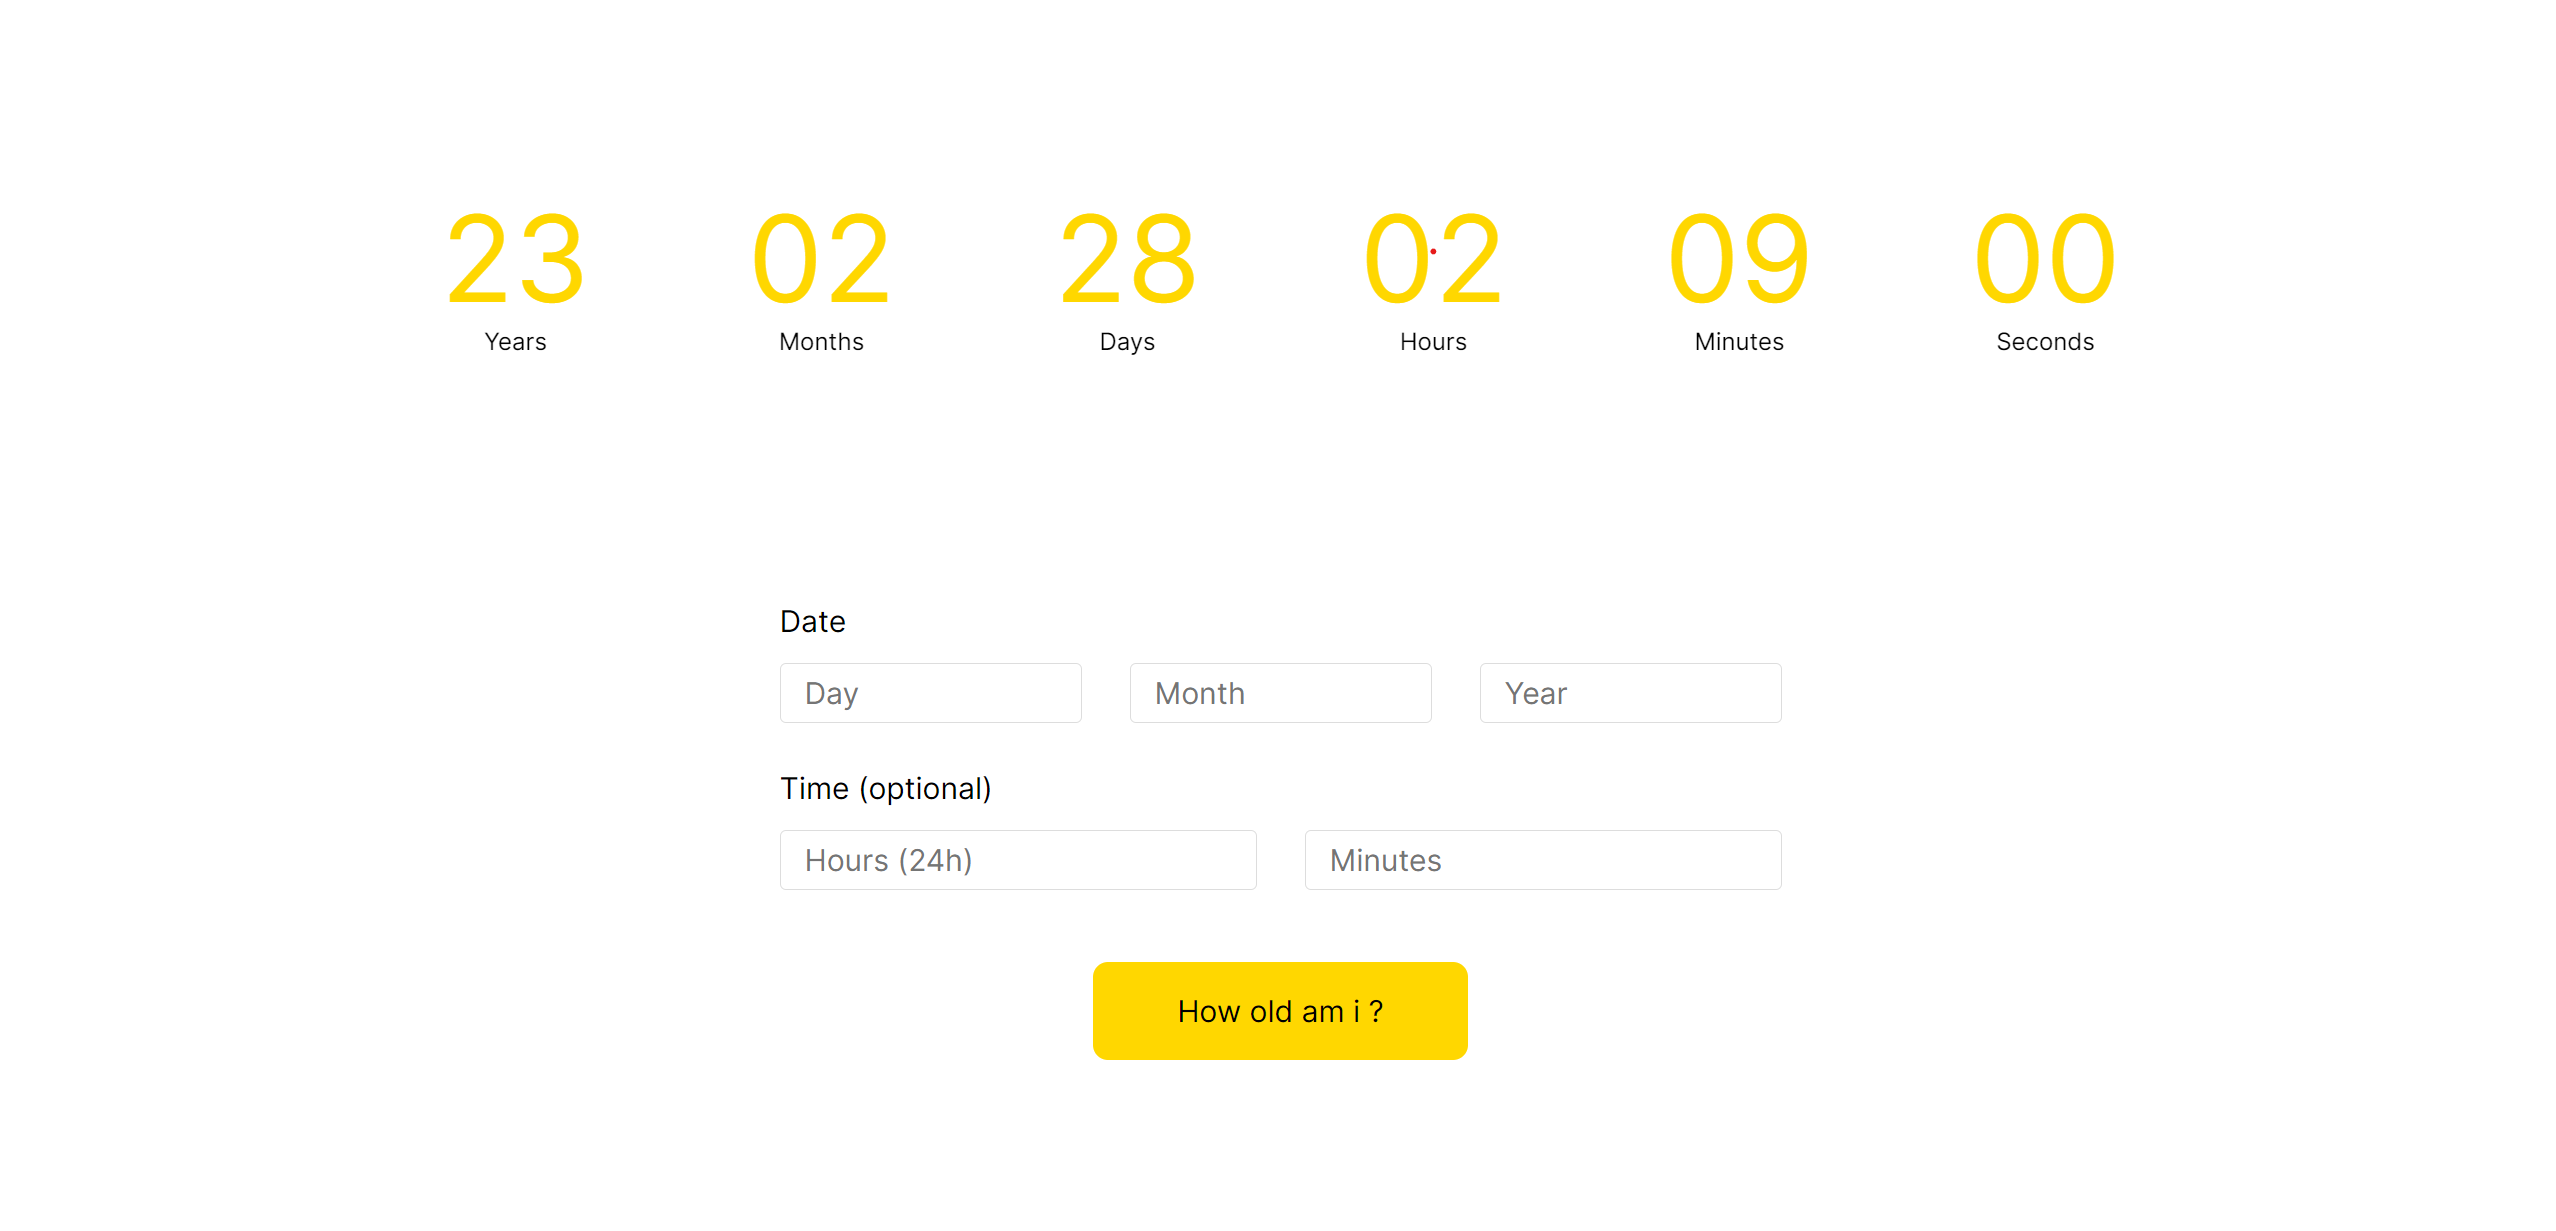 23 02 28 02 09 00
Years Months Days Hours Minutes Seconds
Date
Day Month Year
Time (optional)
Hours (24h) Minutes
How old am i ?